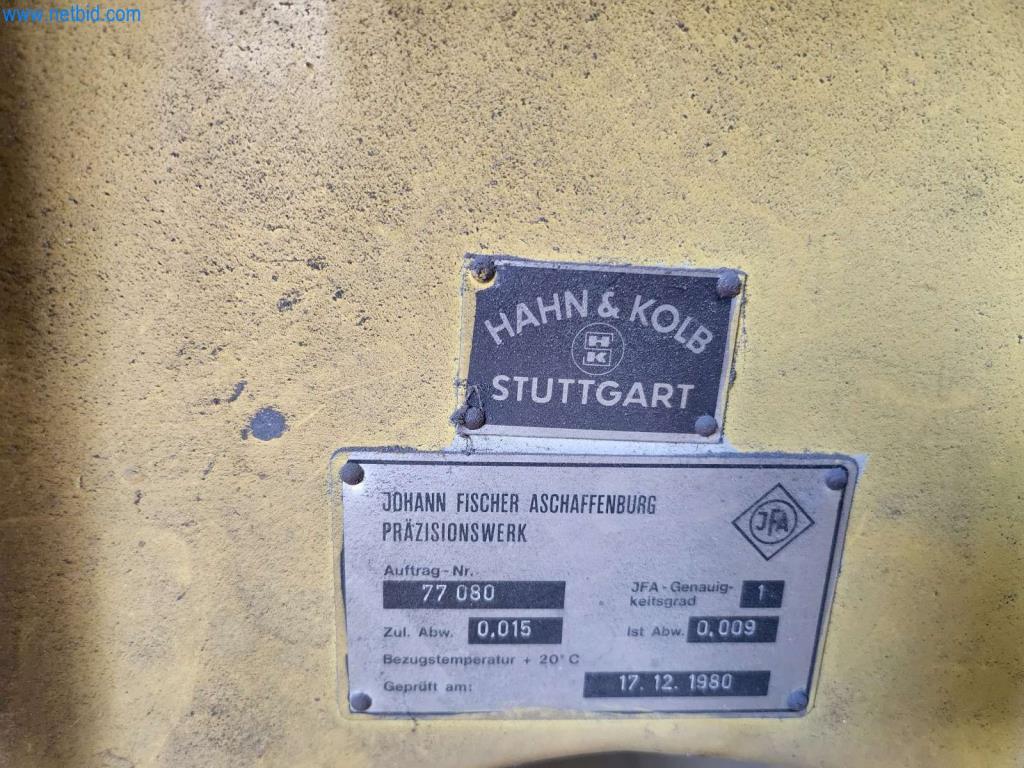 www.netbid.com
HAHN & KOLB
HK
STUTTGART
JOHANN FISCHER ASCHAFFENBURG
PRÄZISIONSWERK
JFA
Auftrag-Nr.
77 080
JFA-Genauig-
keitsgrad 1
Zul. Abw. 0,015 Ist Abw. 0,009
Bezugstemperatur + 20°C
Geprüft am: 17. 12. 1980